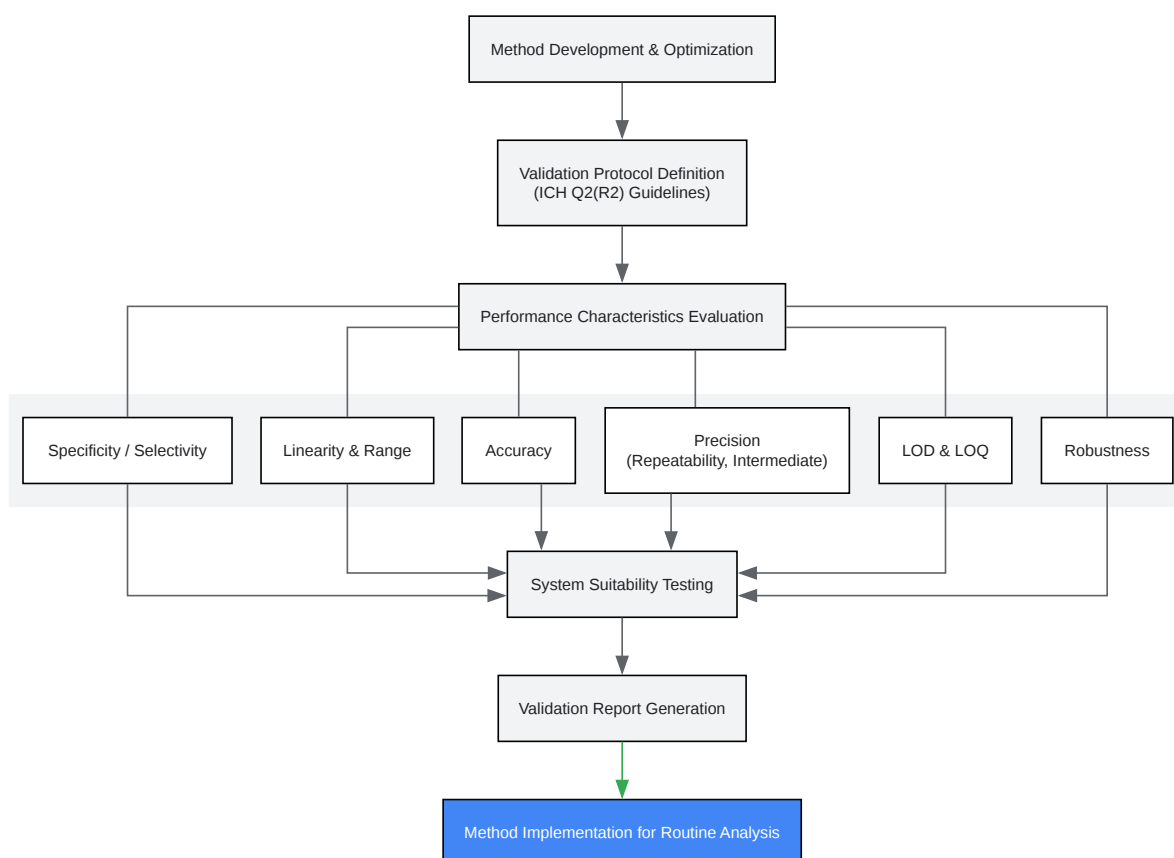 Method Development & Optimization
Validation Protocol Definition
(ICH Q2(R2) Guidelines)
Performance Characteristics Evaluation
Specificity / Selectivity
Linearity & Range
Accuracy
Precision
(Repeatability, Intermediate)
LOD & LOQ
Robustness
System Suitability Testing
Validation Report Generation
Method Implementation for Routine Analysis